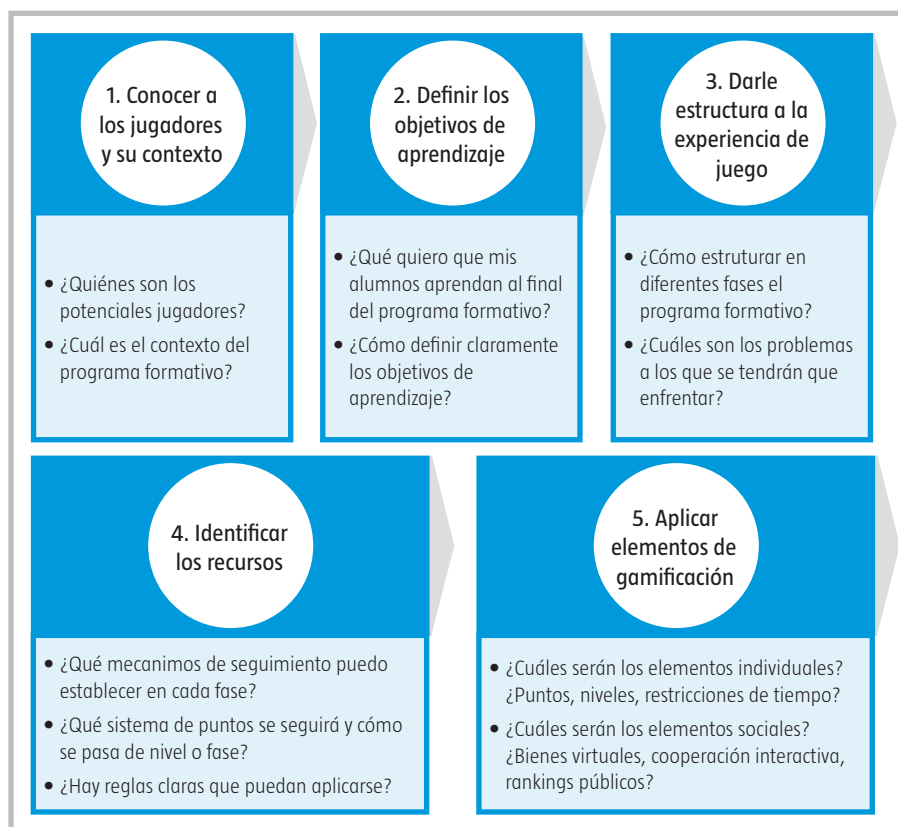 1. Conocer a
los jugadores
y su contexto
• ¿Quiénes son los
potenciales jugadores?
• ¿Cuál es el contexto del
programa formativo?
2. Definir los
objetivos de
aprendizaje
• ¿Qué quiero que mis
alumnos aprendan al final
del programa formativo?
• ¿Cómo definir claramente
los objetivos de
aprendizaje?
3. Darle
estructura a la
experiencia de
juego
• ¿Cómo estruturar en
diferentes fases el
programa formativo?
• ¿Cuáles son los problemas
a los que se tendrán que
enfrentar?
4. Identificar
los recursos
• ¿Qué mecanimos de seguimiento puedo
establecer en cada fase?
• ¿Qué sistema de puntos se seguirá y cómo
se pasa de nivel o fase?
• ¿Hay reglas claras que puedan aplicarse?
5. Aplicar
elementos de
gamificación
• ¿Cuáles serán los elementos individuales?
¿Puntos, niveles, restricciones de tiempo?
• ¿Cuáles serán los elementos sociales?
¿Bienes virtuales, cooperación interactiva,
rankings públicos?